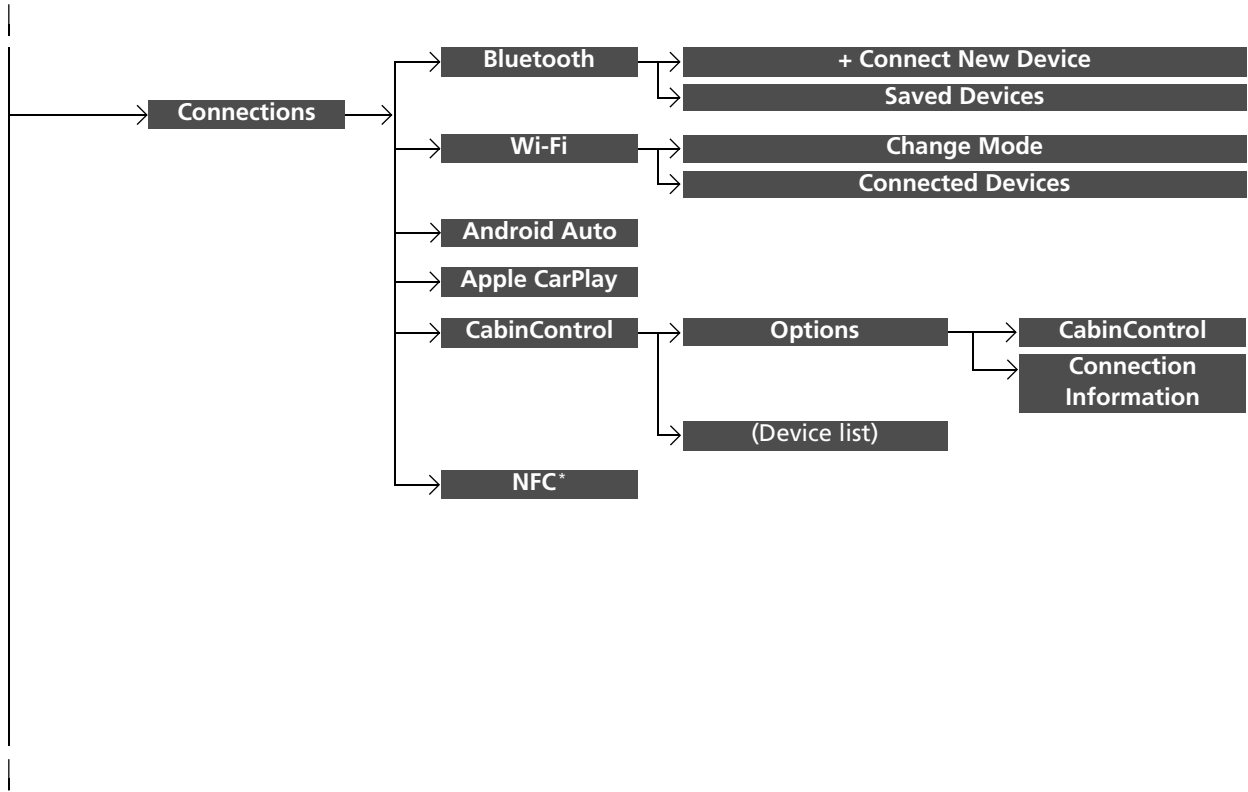 Connections
Bluetooth
+ Connect New Device
Saved Devices
Wi-Fi
Change Mode
Connected Devices
Android Auto
Apple CarPlay
CabinControl
Options
CabinControl
Connection
Information
(Device list)
NFC*